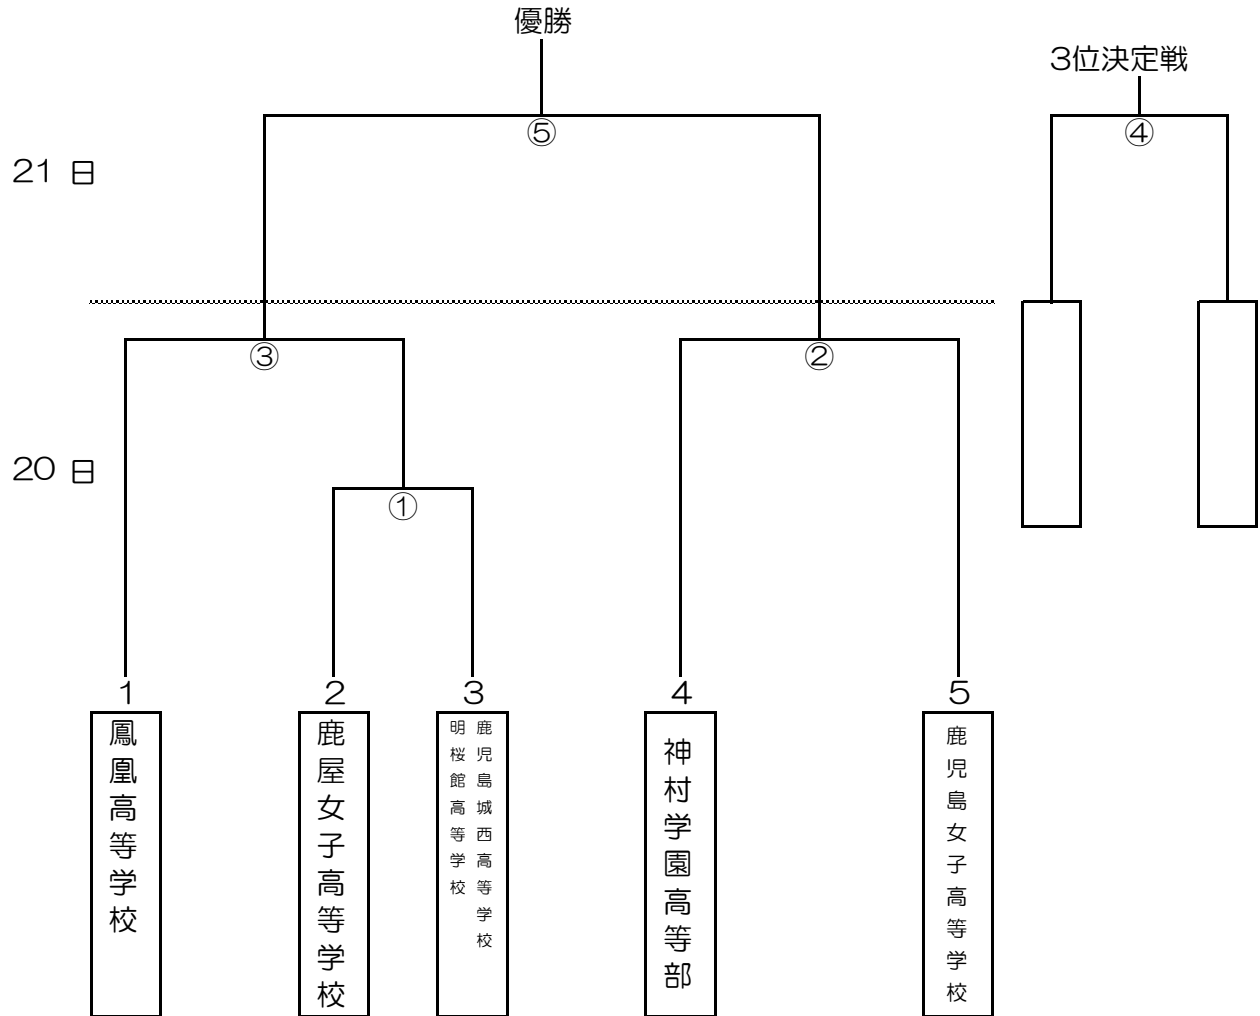 優勝
3位決定戦
⑤
④
21 日
③
②
20 日
①
1
2
3
4
5
鳳凰高等学校
鹿屋女子高等学校
鹿児島城西高等学校
明桜館高等学校
神村学園高等部
鹿児島女子高等学校